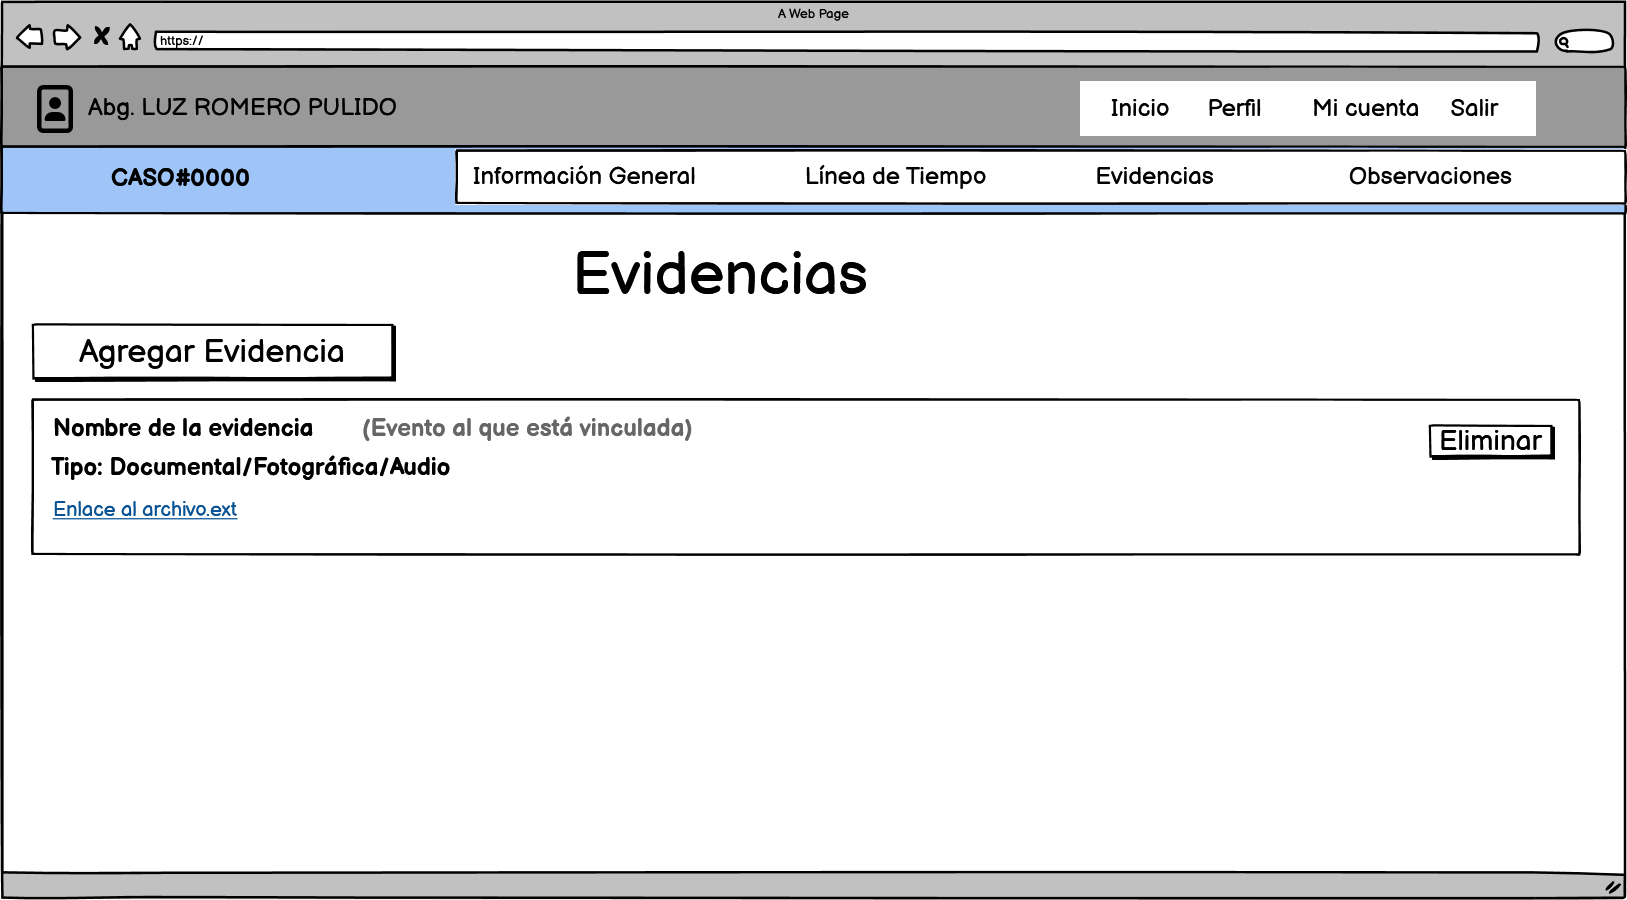 A Web Page
https://
Abg. LUZ ROMERO PULIDO
Inicio Perfil Mi cuenta Salir
CASO#0000
Información General Línea de Tiempo Evidencias Observaciones
Evidencias
Agregar Evidencia
Nombre de la evidencia (Evento al que está vinculada)
Eliminar
Tipo: Documental/Fotográfica/Audio
Enlace al archivo.ext